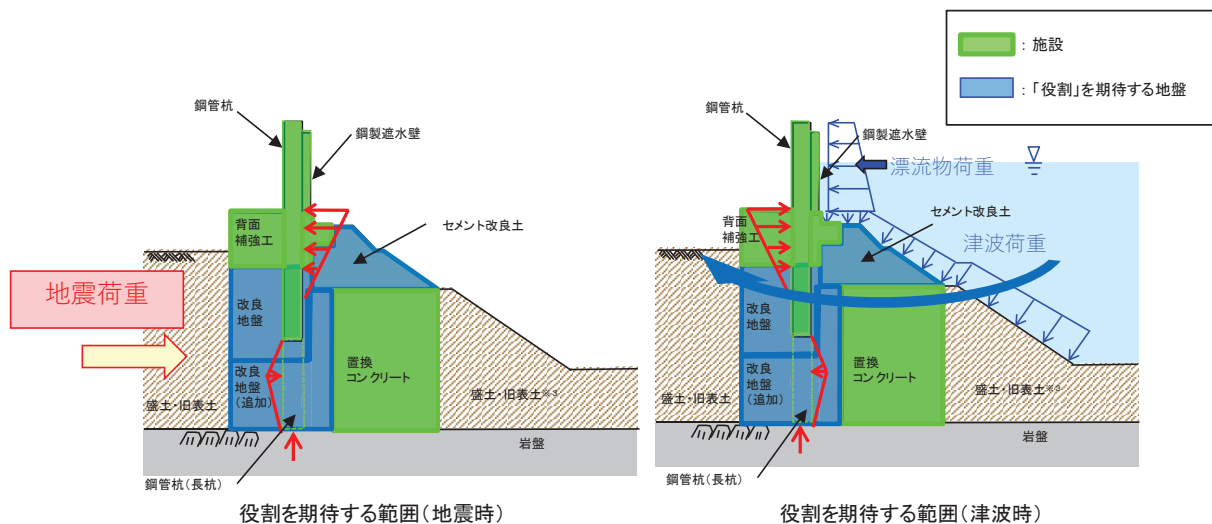 ：施設
：「役割」を期待する地盤
鋼管杭
鋼製遮水壁
背面
補強工
セメント改良土
地震荷重
改良
地盤
改良
地盤
（追加）
置換
コンクリート
盛土・旧表土
盛土・旧表土※3
岩盤
鋼管杭（長杭）
役割を期待する範囲（地震時）
鋼管杭
鋼製遮水壁
漂流物荷重
背面
補強工
セメント改良土
津波荷重
改良
地盤
改良
地盤
（追加）
置換
コンクリート
盛土・旧表土
盛土・旧表土※3
岩盤
鋼管杭（長杭）
役割を期待する範囲（津波時）